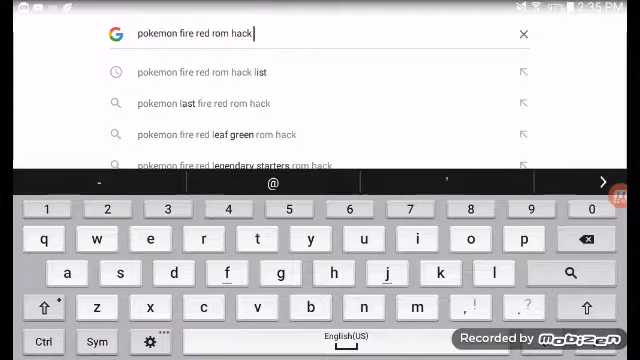 97% 2:35 PM
pokemon fire red rom hack
pokemon fire red rom hack list
pokemon last fire red rom hack
pokemon fire red leaf green rom hack
pokemon fire red legendary starters rom hack
- @ '
1 2 3 4 5 6 7 8 9 0
q w e r t y u i o p
a s d f g h j k l
z x c v b n m , ! . ?
Ctrl Sym English(US)
Recorded by MOBIZEN